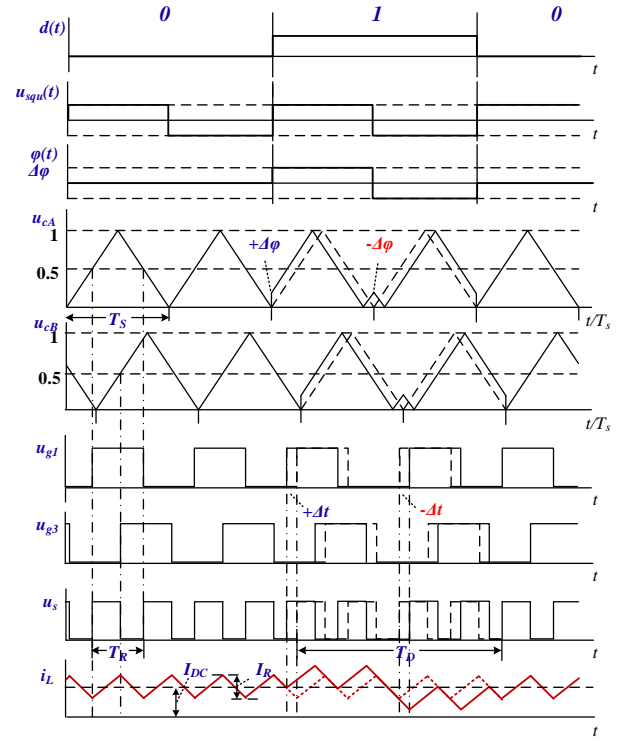 0 1 0
d(t)
t
u_squ(t)
t
φ(t)
Δφ
t
u_cA
+Δφ -Δφ
1
0.5
T_S
t/T_s
u_cB
1
0.5
t/T_s
u_g1
t
+Δt -Δt
u_g3
t
u_s
t
T_R T_D
I_DC I_R
i_L
t